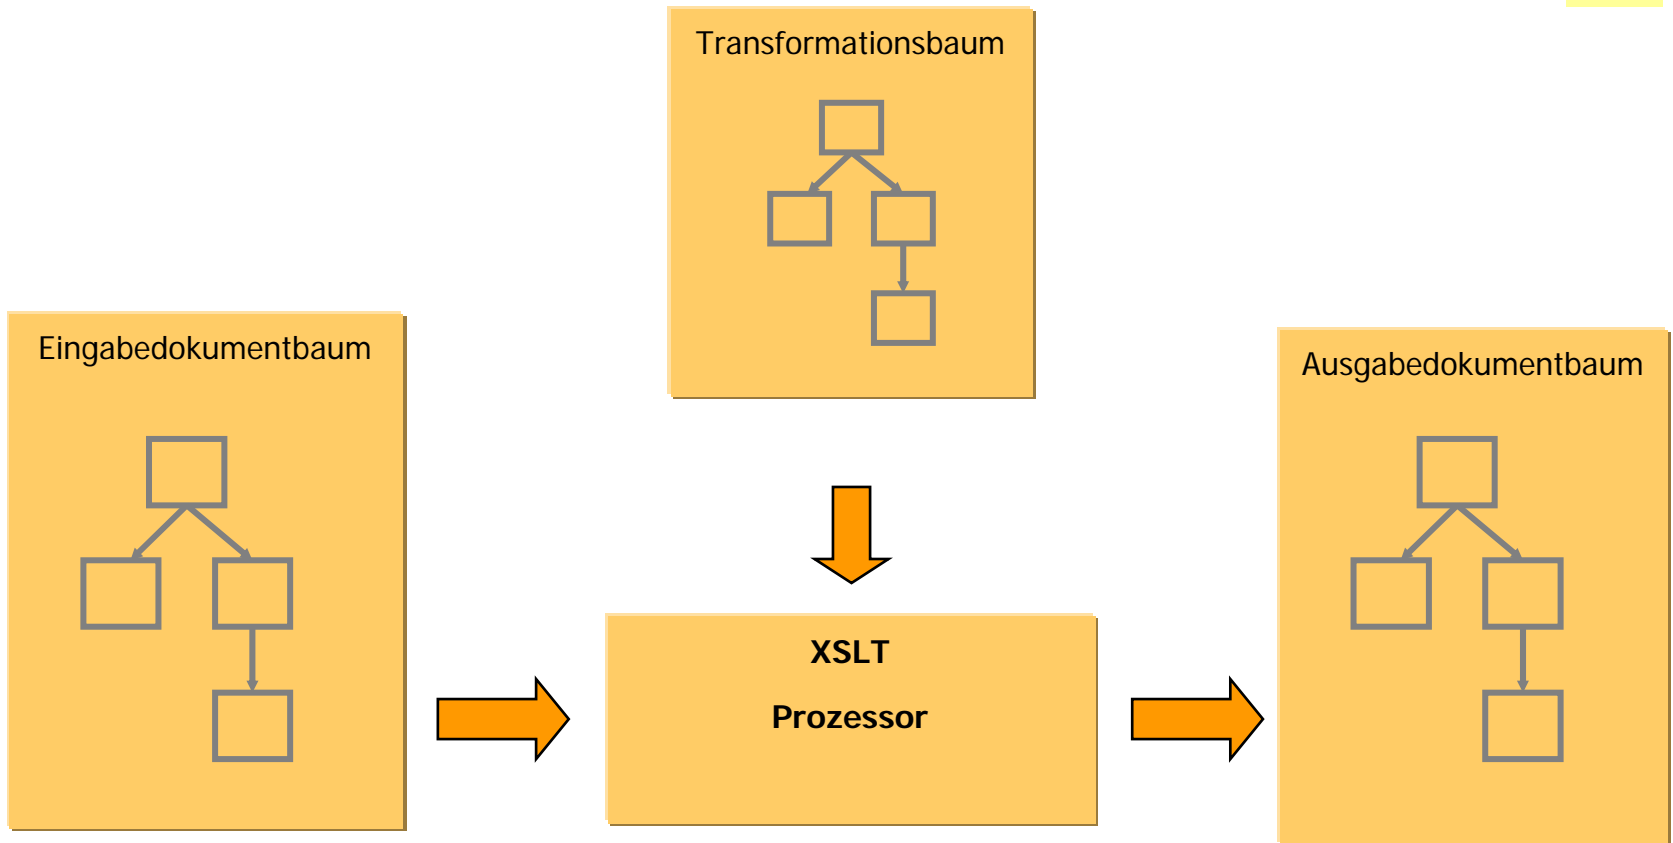 Transformationsbaum
Eingabedokumentbaum
Ausgabedokumentbaum
XSLT
Prozessor